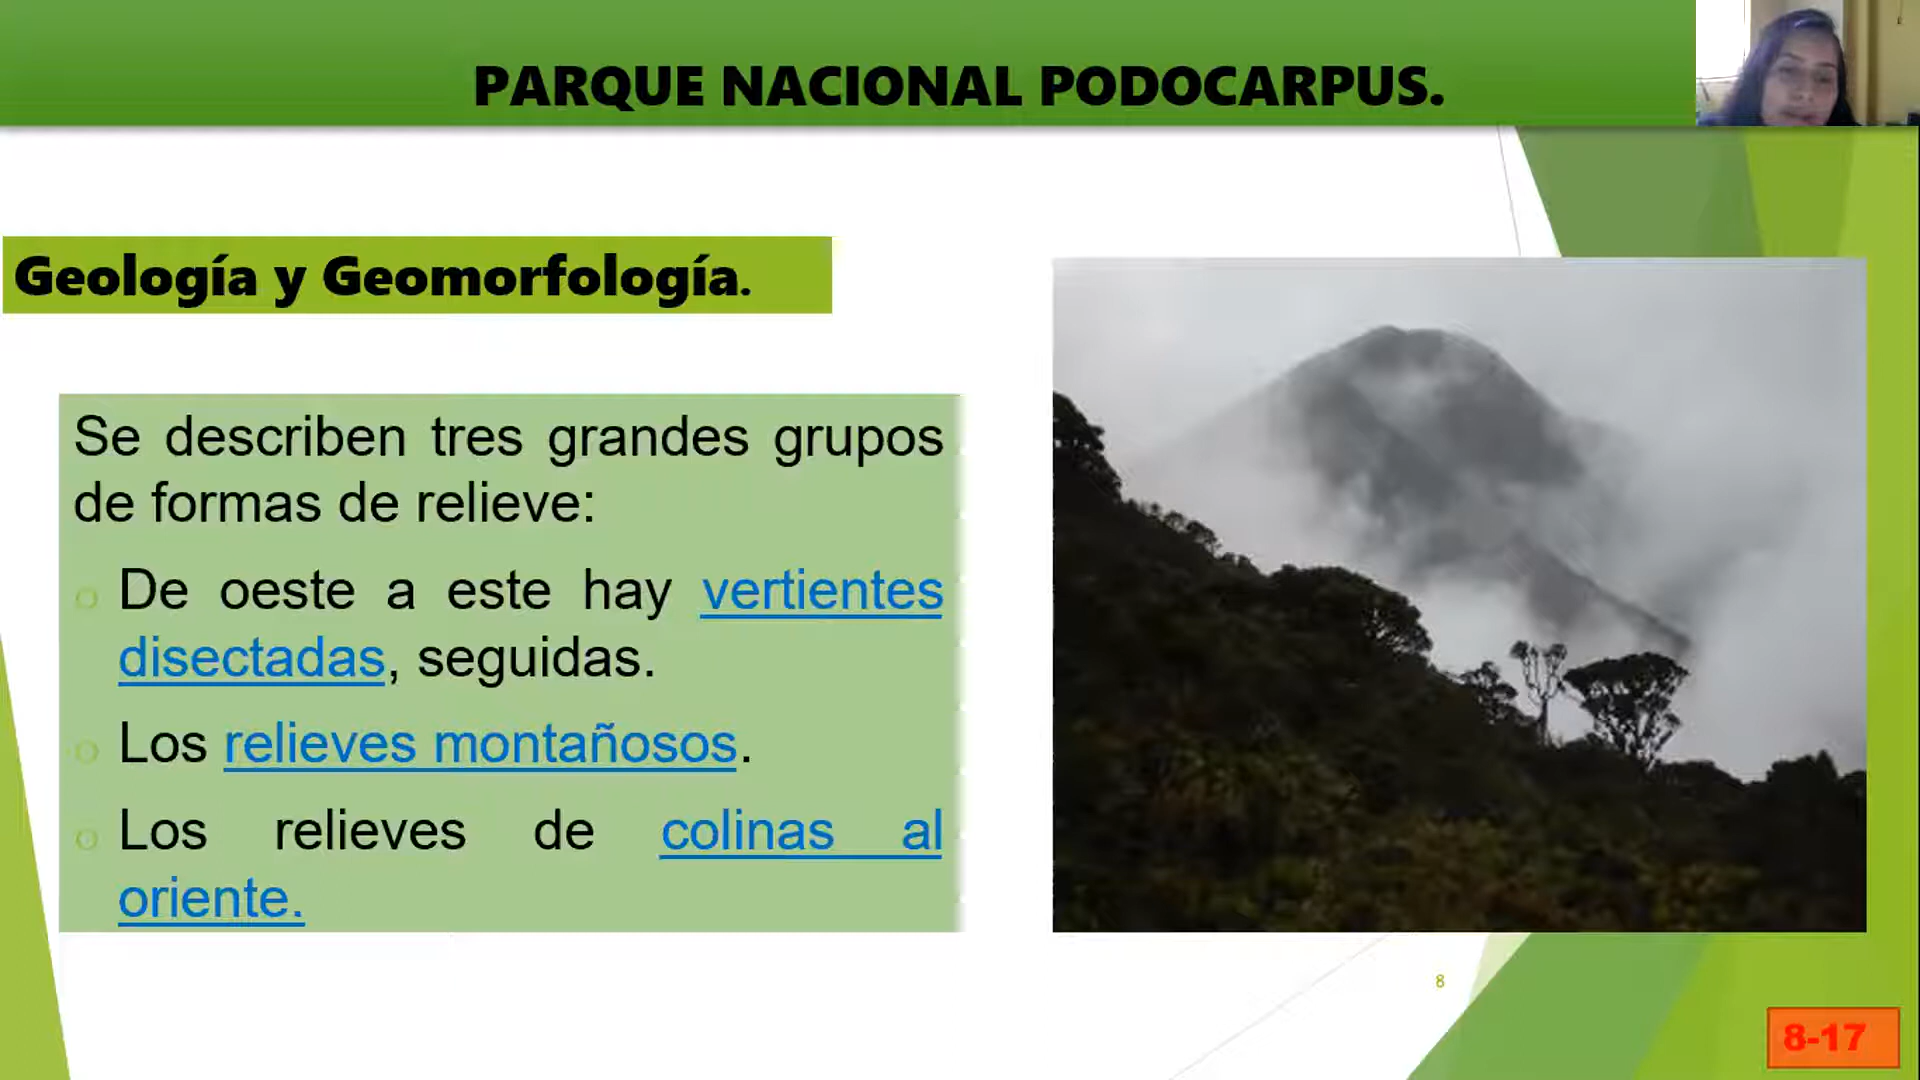 PARQUE NACIONAL PODOCARPUS.
Geología y Geomorfología.
Se describen tres grandes grupos
de formas de relieve:
o De oeste a este hay vertientes
disectadas, seguidas.
o Los relieves montañosos.
o Los relieves de colinas al
oriente.
8
8-17